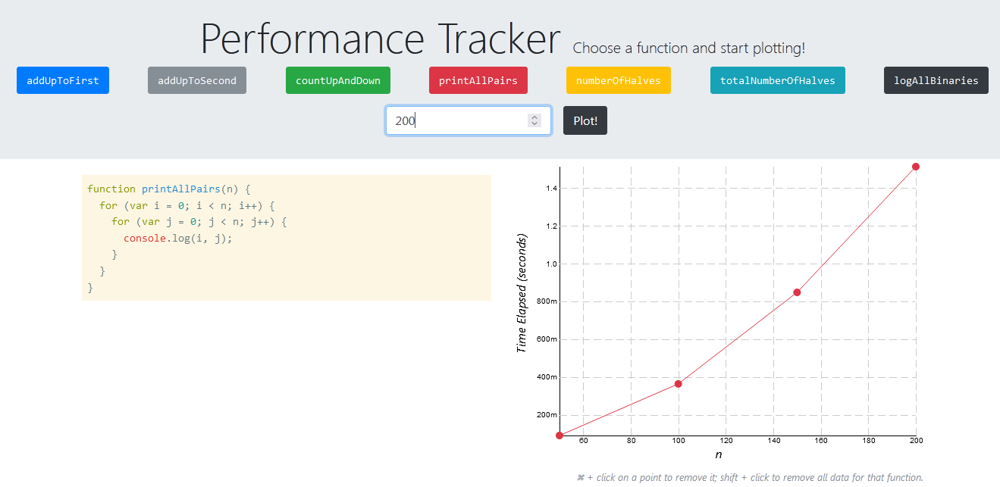 Performance Tracker Choose a function and start plotting!
addUpToFirst addUpToSecond countUpAndDown printAllPairs numberOfHalves totalNumberOfHalves logAllBinaries
200 Plot!
function printAllPairs(n) {
  for (var i = 0; i < n; i++) {
    for (var j = 0; j < n; j++) {
      console.log(i, j);
    }
  }
}
Time Elapsed (seconds)
1.4
1.2
1.0
800m
600m
400m
200m
60 80 100 120 140 160 180 200
n
⌘ + click on a point to remove it; shift + click to remove all data for that function.